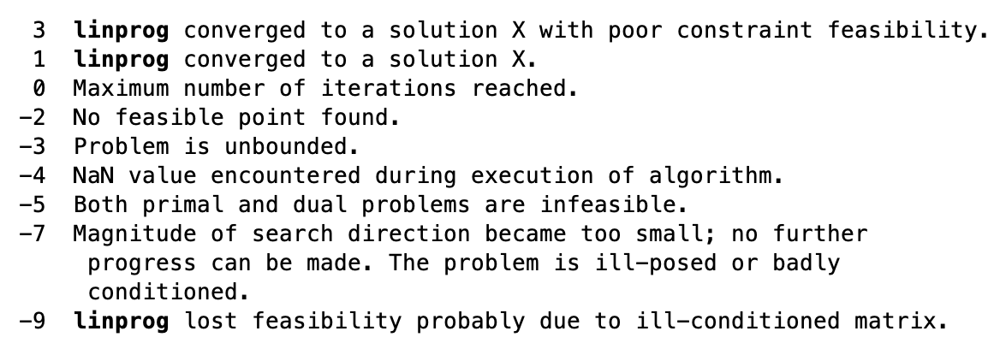 3 linprog converged to a solution X with poor constraint feasibility.
1 linprog converged to a solution X.
0 Maximum number of iterations reached.
-2 No feasible point found.
-3 Problem is unbounded.
-4 NaN value encountered during execution of algorithm.
-5 Both primal and dual problems are infeasible.
-7 Magnitude of search direction became too small; no further
progress can be made. The problem is ill-posed or badly
conditioned.
-9 linprog lost feasibility probably due to ill-conditioned matrix.